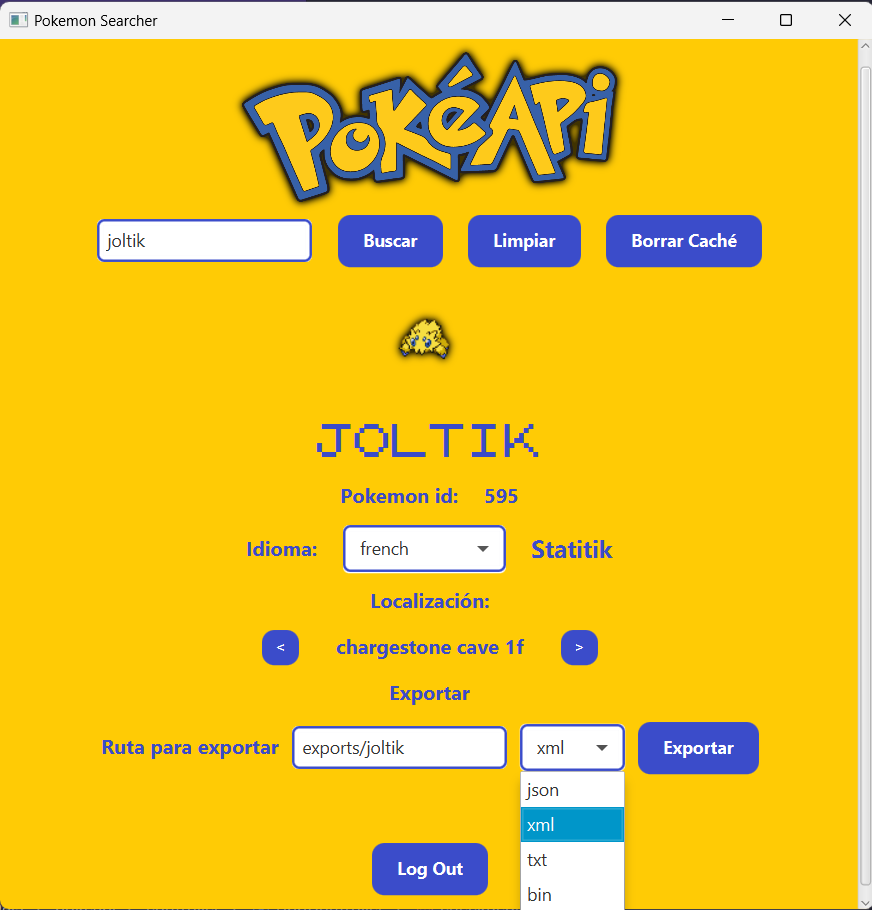 Pokemon Searcher
PokéApi
joltik Buscar Limpiar Borrar Caché
JOLTIK
Pokemon id: 595
Idioma: french Statitik
Localización:
< chargestone cave 1f >
Exportar
Ruta para exportar exports/joltik xml Exportar
json
xml
txt
Log Out
bin